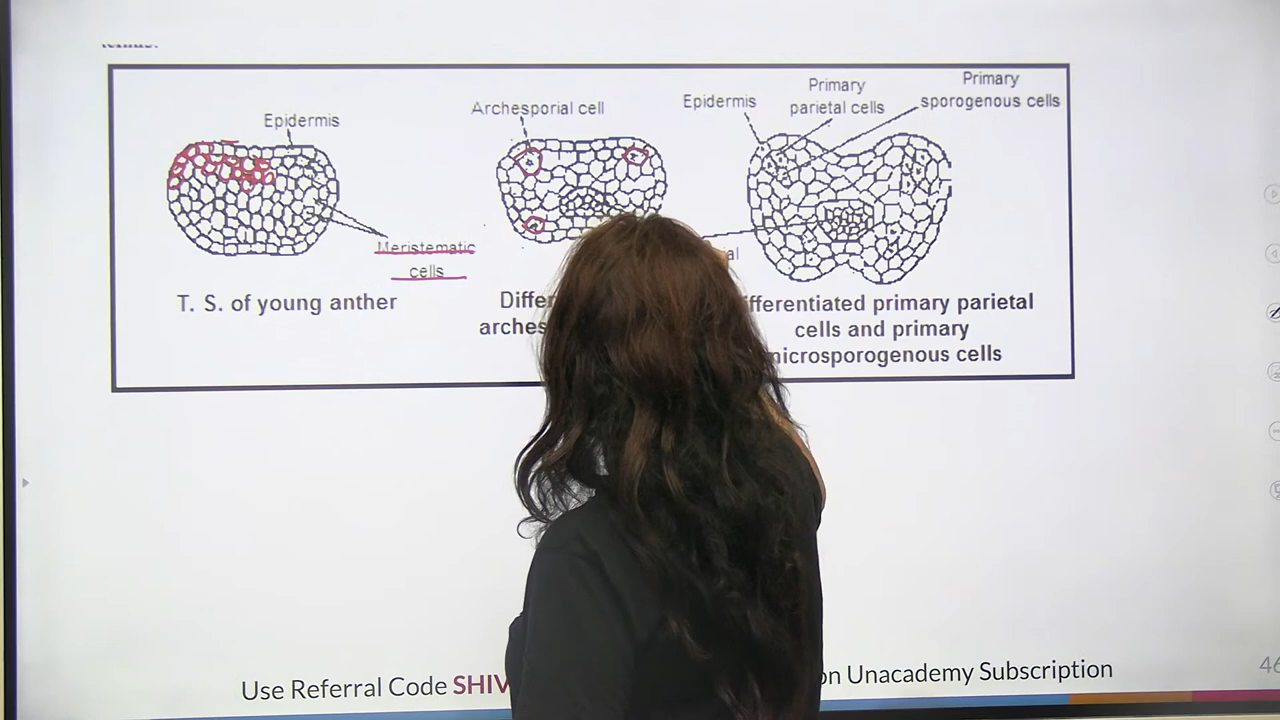 Epidermis
Meristematic
cells
T. S. of young anther
Archesporial cell
Differ
arches
Epidermis
Primary
parietal cells
Primary
sporogenous cells
ifferentiated primary parietal
cells and primary
microsporogenous cells
Use Referral Code SHIV
on Unacademy Subscription
46